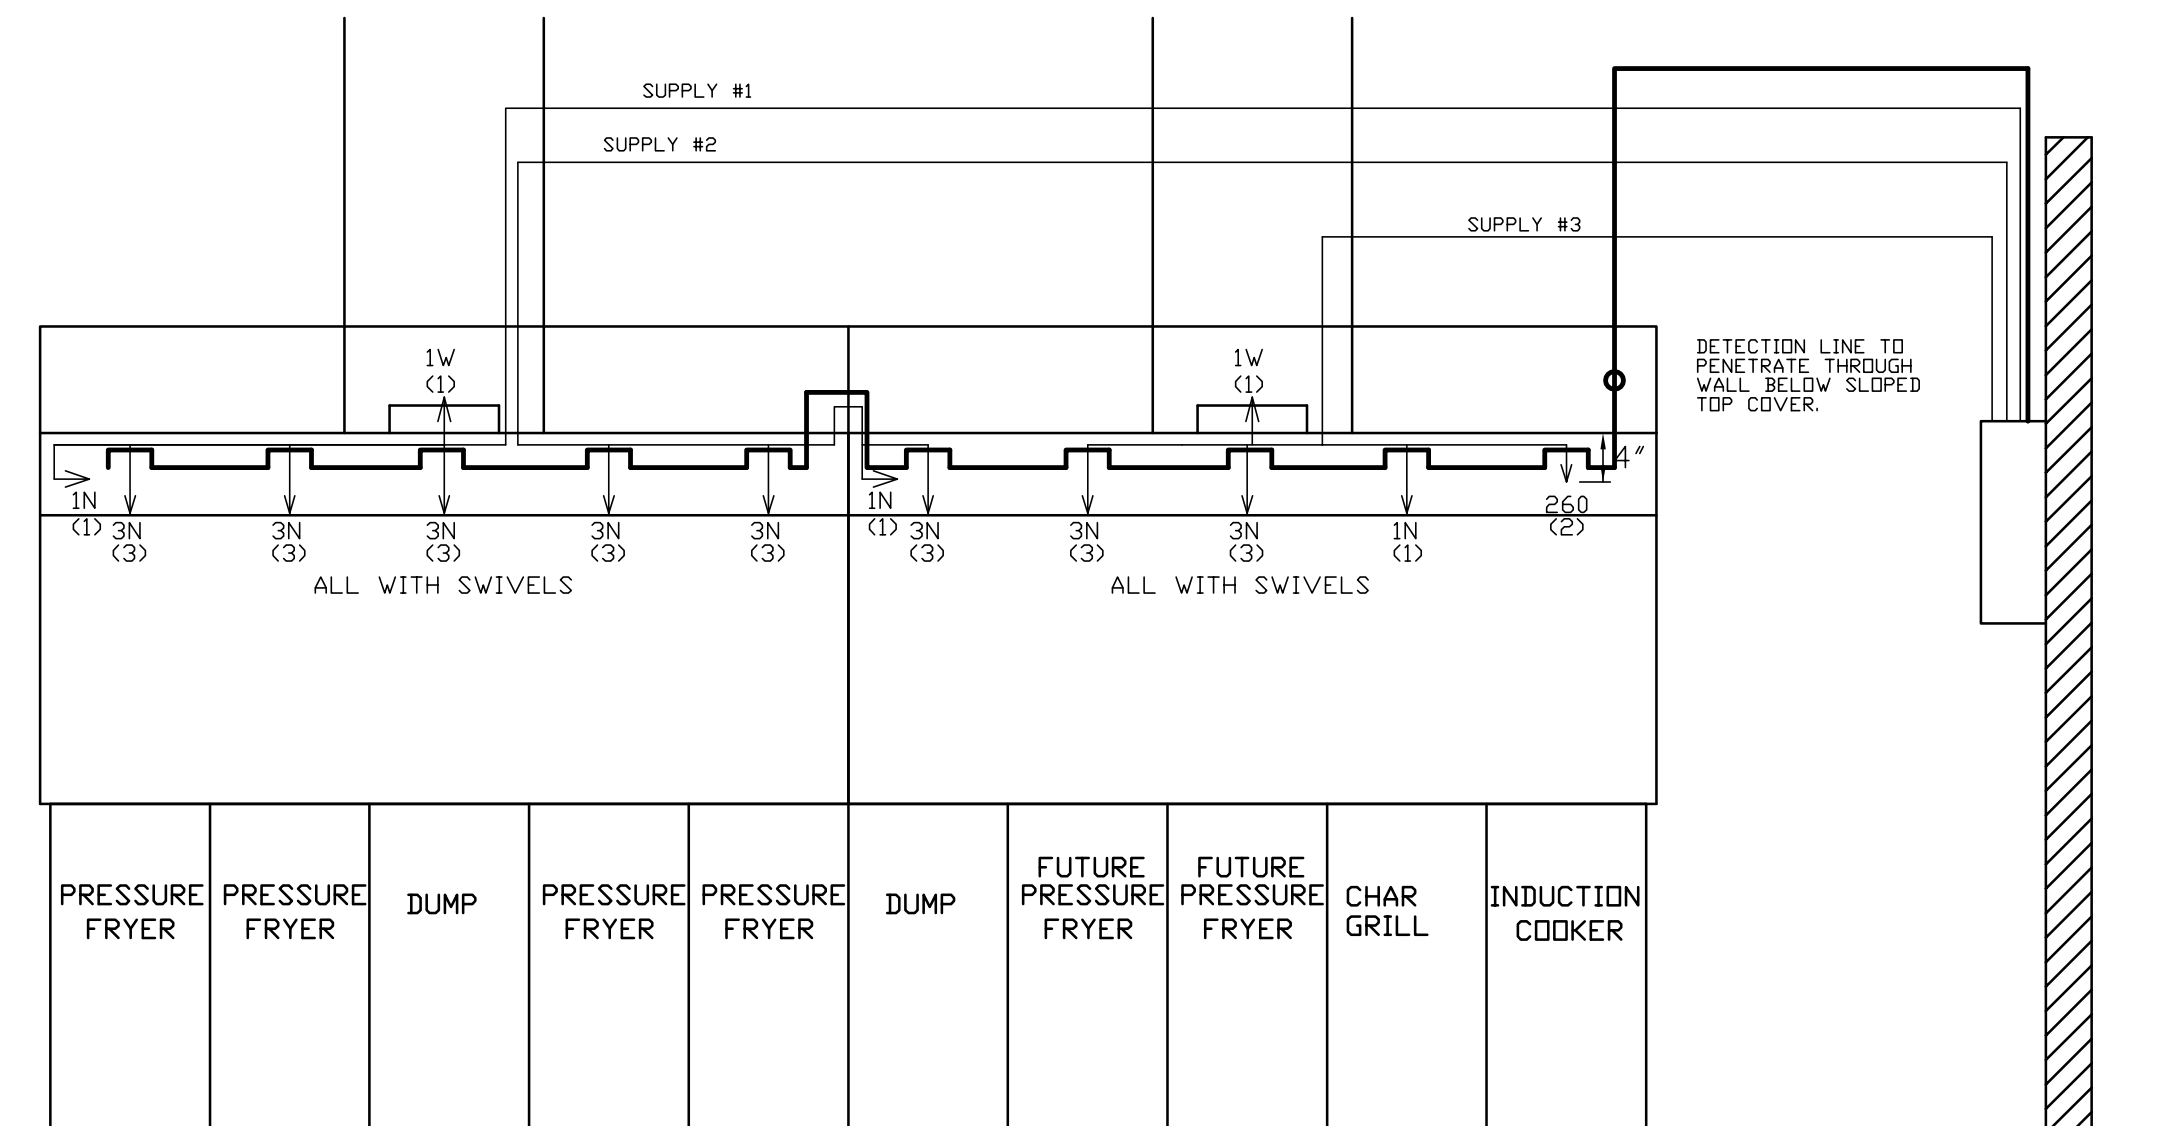 SUPPLY #1
SUPPLY #2
SUPPLY #3
DETECTION LINE TO
PENETRATE THROUGH
WALL BELOW SLOPED
TOP COVER.
1W
(1)
1W
(1)
4"
1N
(1)
3N
(3)
3N
(3)
3N
(3)
3N
(3)
3N
(3)
1N
(1)
3N
(3)
3N
(3)
3N
(3)
1N
(1)
260
(2)
ALL WITH SWIVELS
ALL WITH SWIVELS
PRESSURE
FRYER
PRESSURE
FRYER
DUMP
PRESSURE
FRYER
PRESSURE
FRYER
DUMP
FUTURE
PRESSURE
FRYER
FUTURE
PRESSURE
FRYER
CHAR
GRILL
INDUCTION
COOKER